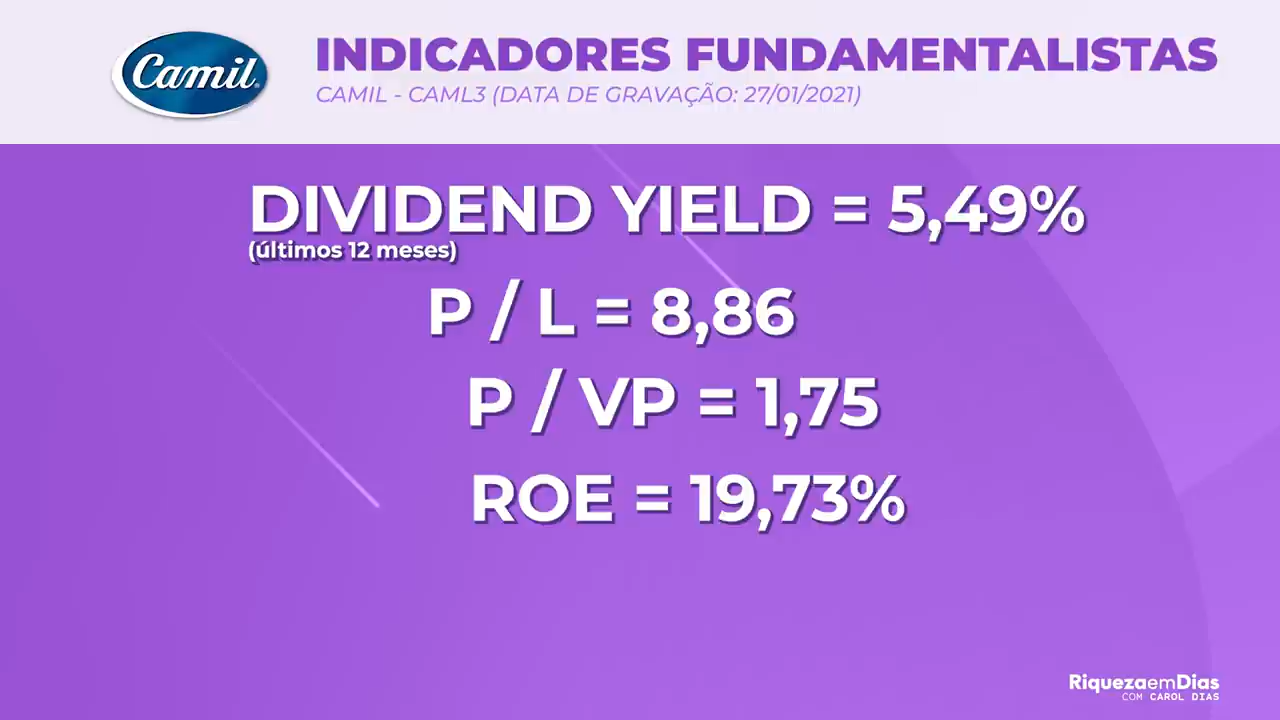 Camil
INDICADORES FUNDAMENTALISTAS
CAMIL - CAML3 (DATA DE GRAVAÇÃO: 27/01/2021)
DIVIDEND YIELD = 5,49%
(últimos 12 meses)
P / L = 8,86
P / VP = 1,75
ROE = 19,73%
RiquezaemDias
COM CAROL DIAS